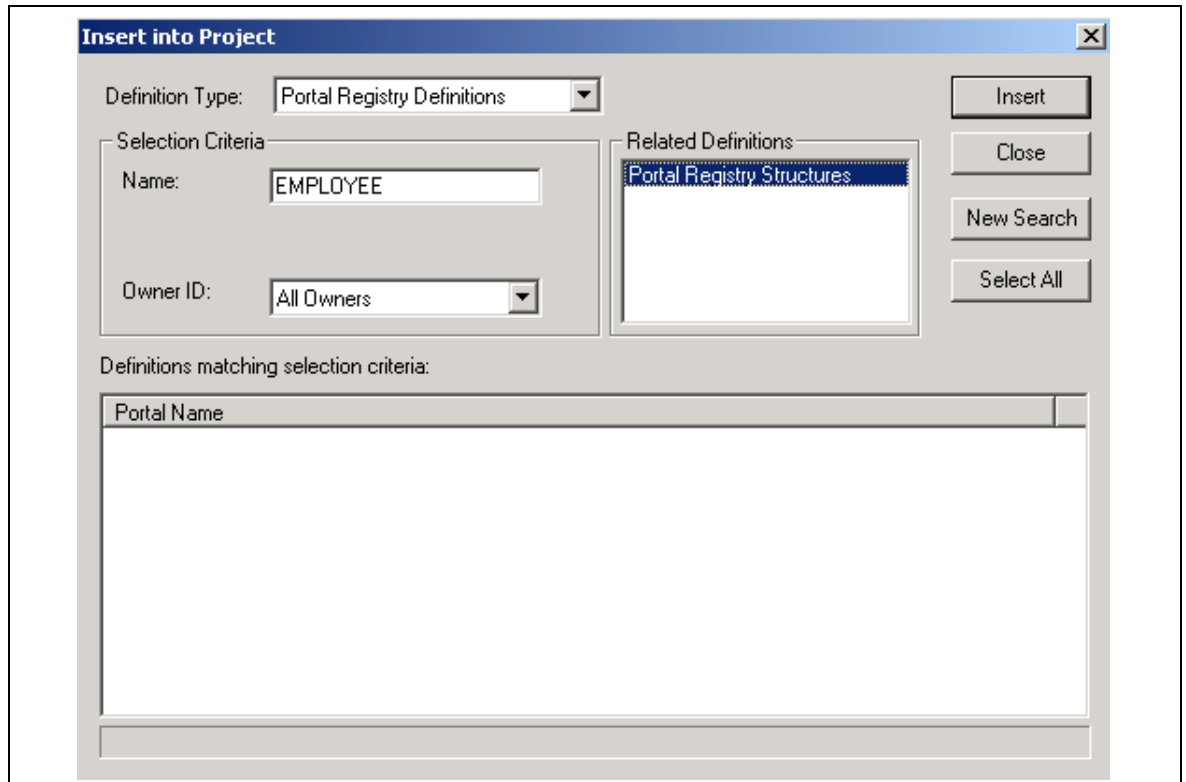 Insert into Project
Definition Type: Portal Registry Definitions
Insert
Selection Criteria
Related Definitions
Close
Name: EMPLOYEE
Portal Registry Structures
New Search
Owner ID: All Owners
Select All
Definitions matching selection criteria:
Portal Name